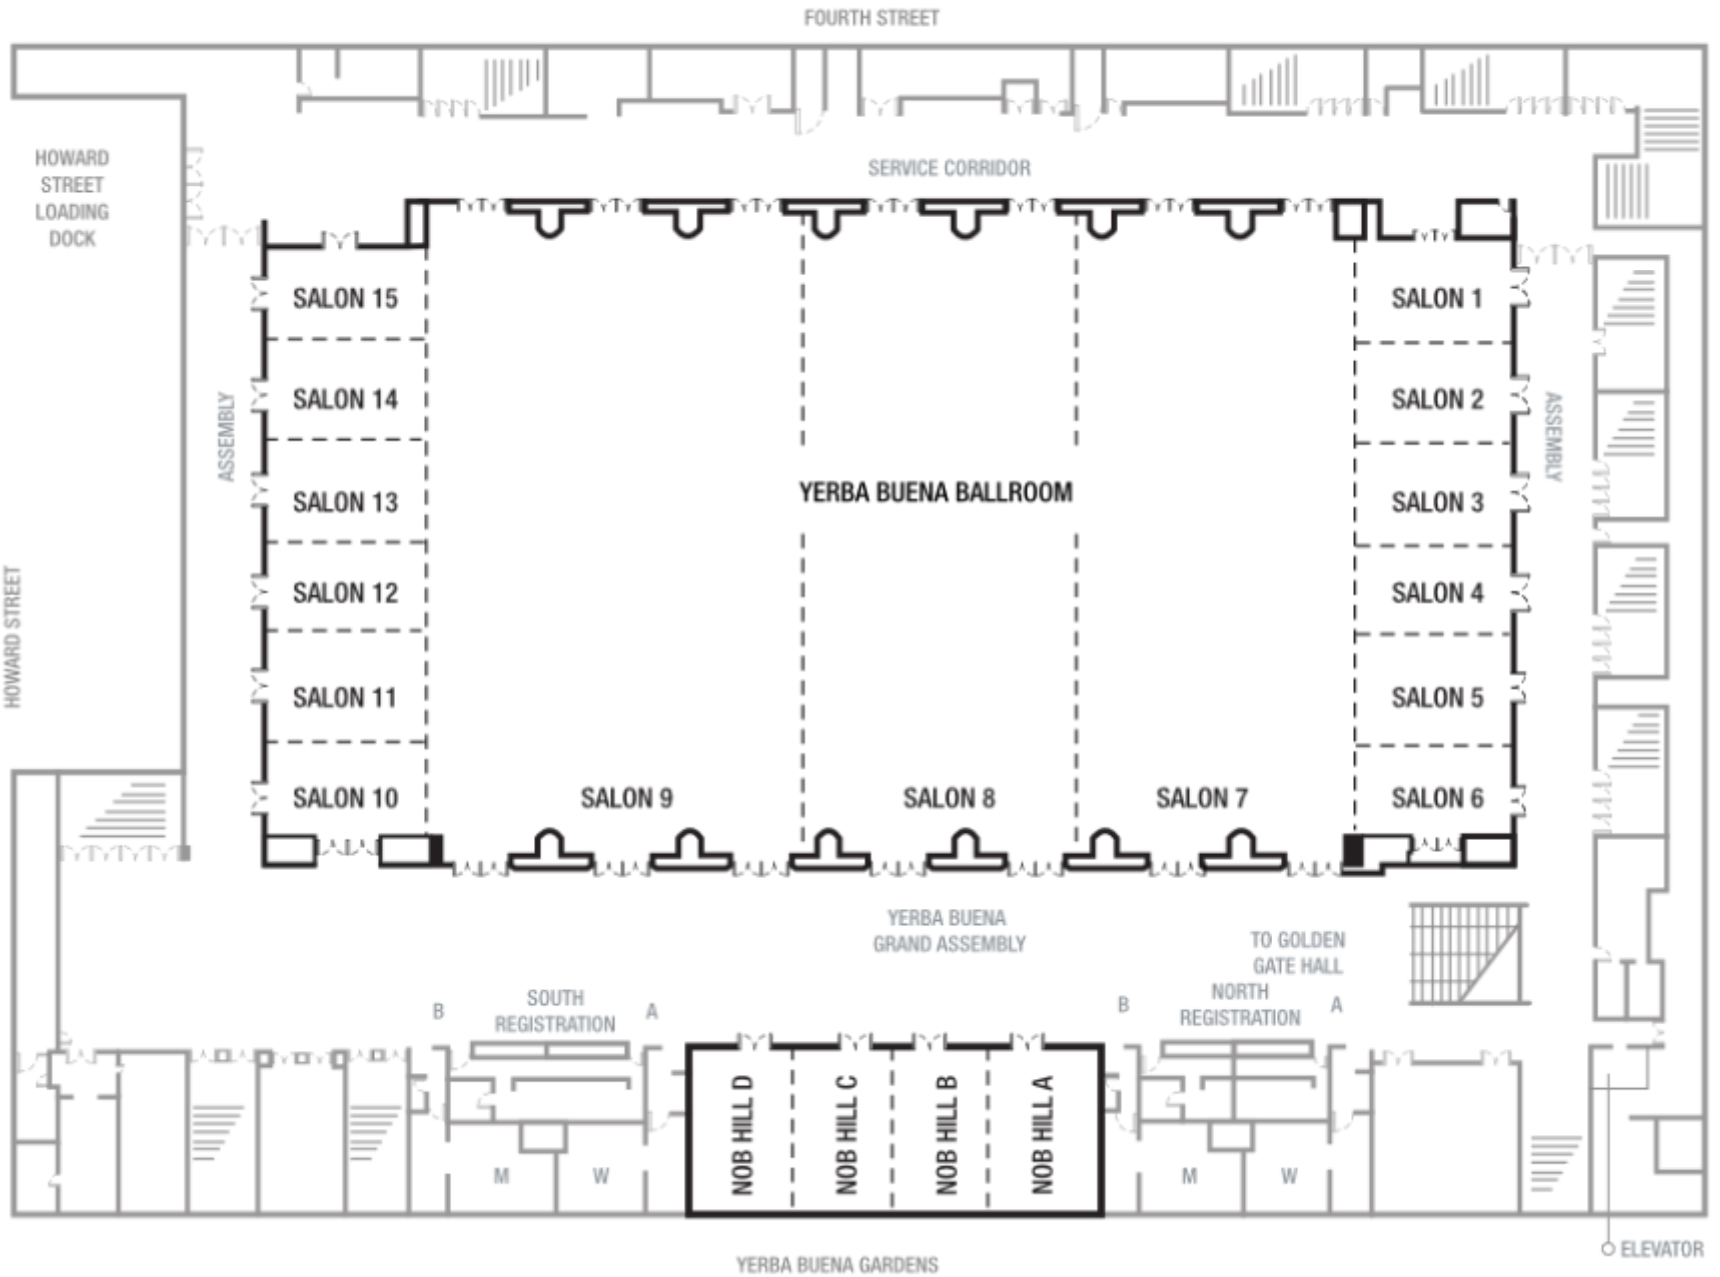 FOURTH STREET
HOWARD
STREET
LOADING
DOCK
SERVICE CORRIDOR
SALON 15
SALON 1
SALON 14
SALON 2
ASSEMBLY
ASSEMBLY
YERBA BUENA BALLROOM
SALON 13
SALON 3
SALON 12
SALON 4
HOWARD STREET
SALON 11
SALON 5
SALON 10
SALON 9
SALON 8
SALON 7
SALON 6
YERBA BUENA
GRAND ASSEMBLY
TO GOLDEN
GATE HALL
B
SOUTH
REGISTRATION
A
B
NORTH
REGISTRATION
A
NOB HILL D
NOB HILL C
NOB HILL B
NOB HILL A
M
W
M
W
ELEVATOR
YERBA BUENA GARDENS